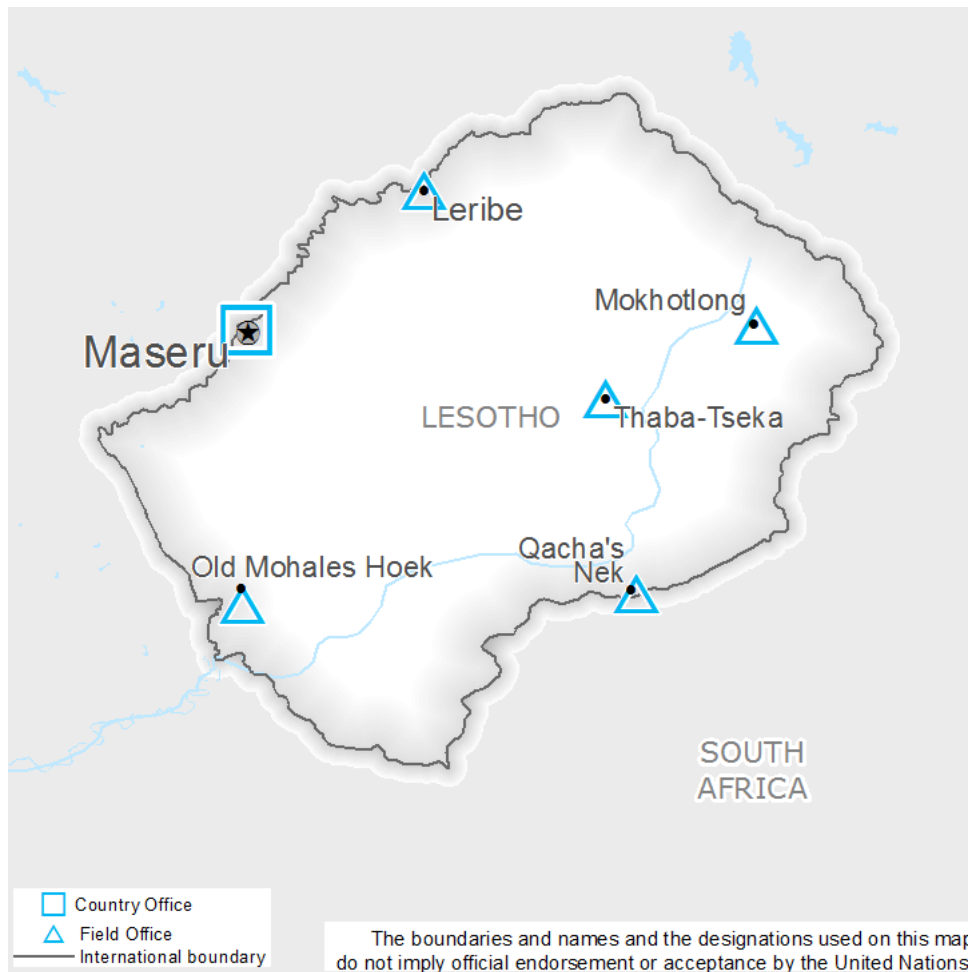 Leribe
Mokhotlong
Maseru
LESOTHO
Thaba-Tseka
Qacha's
Nek
Old Mohales Hoek
SOUTH
AFRICA
Country Office
Field Office
International boundary
The boundaries and names and the designations used on this map
do not imply official endorsement or acceptance by the United Nations